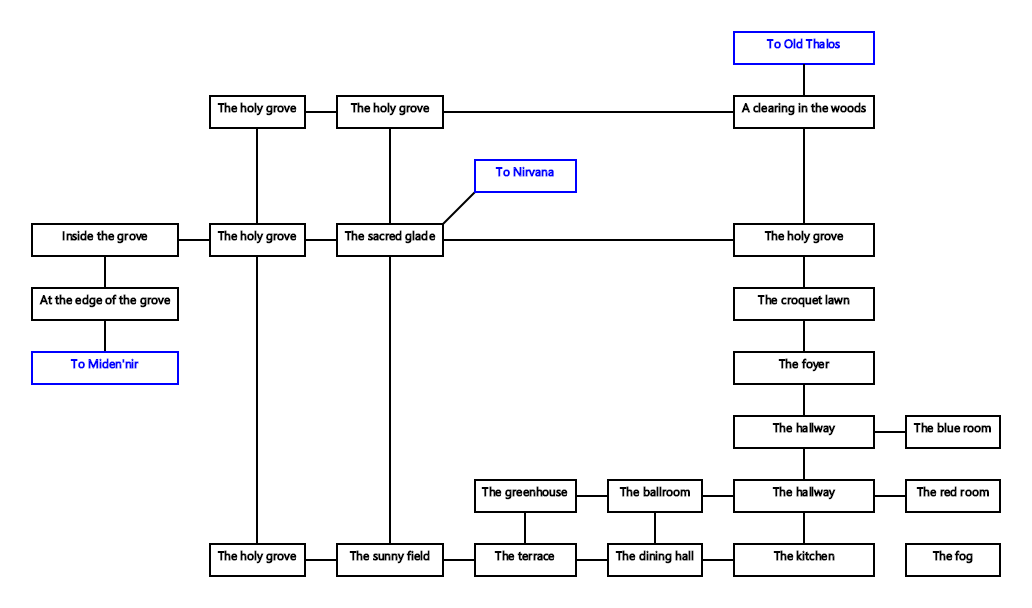 To Old Thalos
The holy grove
The holy grove
A clearing in the woods
To Nirvana
Inside the grove
The holy grove
The sacred glade
The holy grove
At the edge of the grove
The croquet lawn
To Miden'nir
The foyer
The hallway
The blue room
The greenhouse
The ballroom
The hallway
The red room
The holy grove
The sunny field
The terrace
The dining hall
The kitchen
The fog